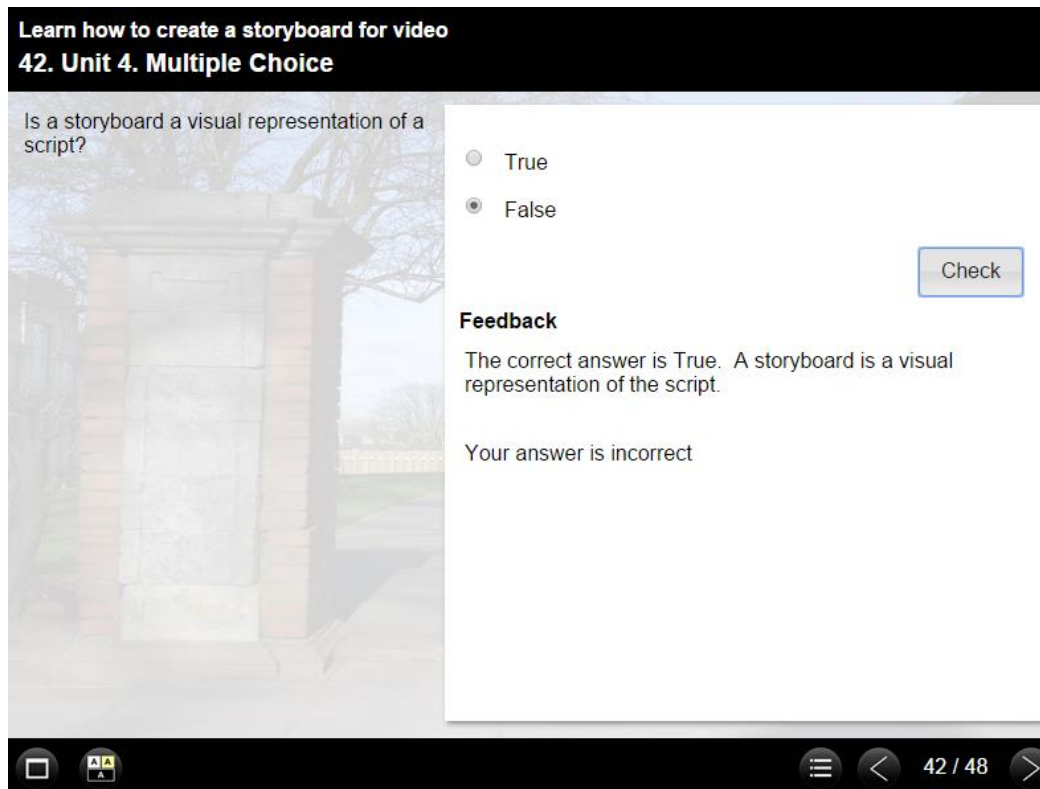 Learn how to create a storyboard for video
42. Unit 4. Multiple Choice
Is a storyboard a visual representation of a
script?
True
False
Check
Feedback
The correct answer is True.  A storyboard is a visual
representation of the script.
Your answer is incorrect
A A
A
42 / 48